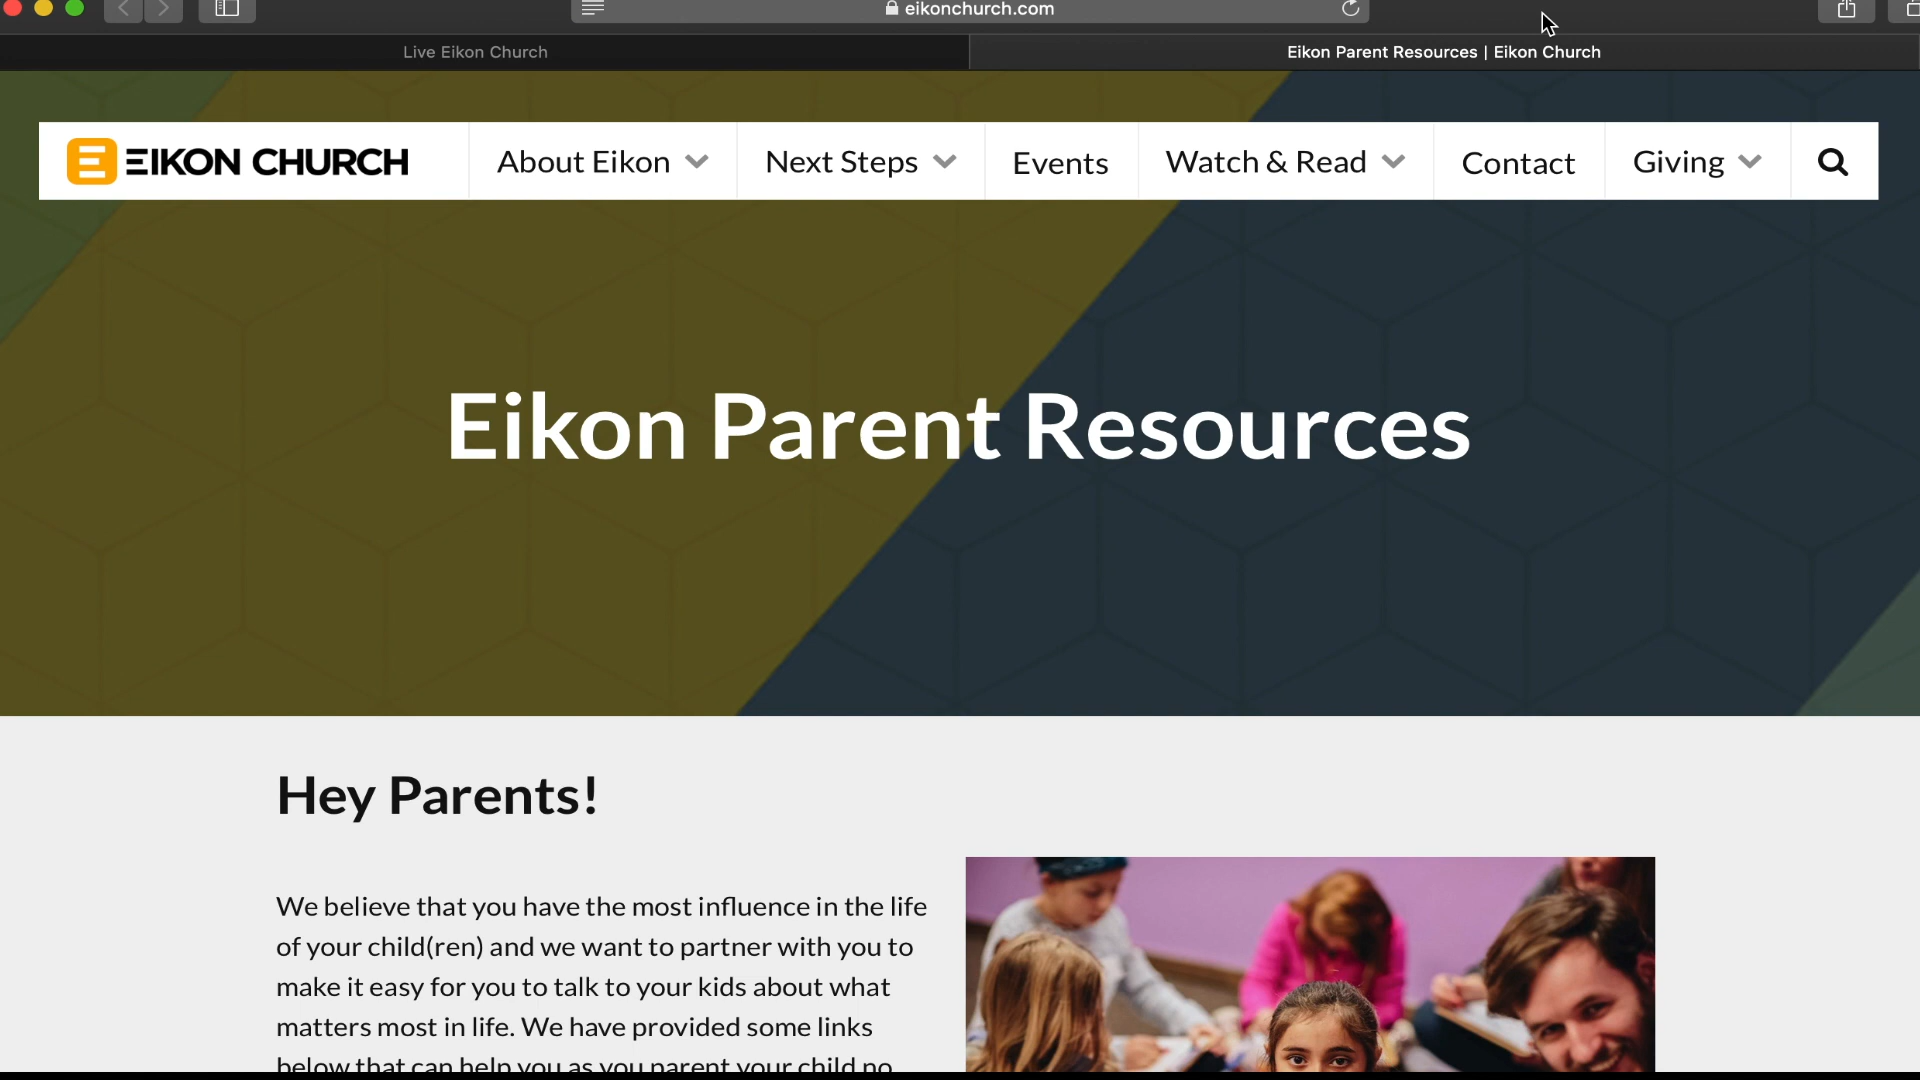 eikonchurch.com
Live Eikon Church
Eikon Parent Resources | Eikon Church
E EIKON CHURCH About Eikon Next Steps Events Watch & Read Contact Giving
Eikon Parent Resources
Hey Parents!
We believe that you have the most influence in the life
of your child(ren) and we want to partner with you to
make it easy for you to talk to your kids about what
matters most in life. We have provided some links
below that can help you as you parent your child no